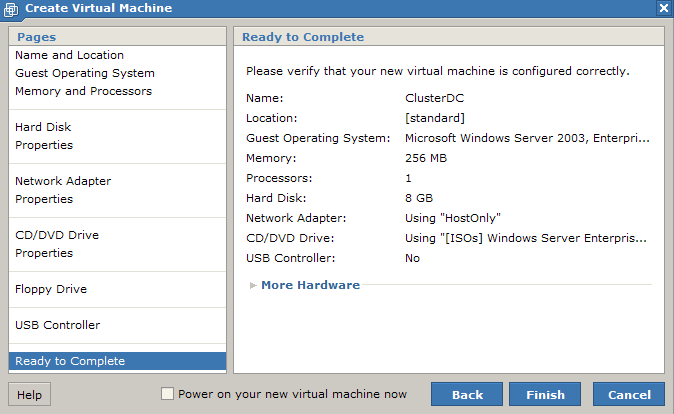 Create Virtual Machine
Pages
Name and Location
Guest Operating System
Memory and Processors
Hard Disk
Properties
Network Adapter
Properties
CD/DVD Drive
Properties
Floppy Drive
USB Controller
Ready to Complete
Ready to Complete
Please verify that your new virtual machine is configured correctly.
Name: ClusterDC
Location: [standard]
Guest Operating System: Microsoft Windows Server 2003, Enterpri...
Memory: 256 MB
Processors: 1
Hard Disk: 8 GB
Network Adapter: Using "HostOnly"
CD/DVD Drive: Using "[ISOs] Windows Server Enterpris...
USB Controller: No
More Hardware
Help
Power on your new virtual machine now
Back
Finish
Cancel